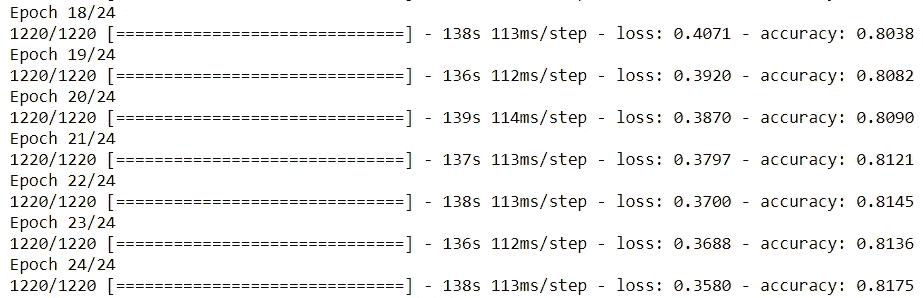 Epoch 18/24
1220/1220 [==============================] - 138s 113ms/step - loss: 0.4071 - accuracy: 0.8038
Epoch 19/24
1220/1220 [==============================] - 136s 112ms/step - loss: 0.3920 - accuracy: 0.8082
Epoch 20/24
1220/1220 [==============================] - 139s 114ms/step - loss: 0.3870 - accuracy: 0.8090
Epoch 21/24
1220/1220 [==============================] - 137s 113ms/step - loss: 0.3797 - accuracy: 0.8121
Epoch 22/24
1220/1220 [==============================] - 138s 113ms/step - loss: 0.3700 - accuracy: 0.8145
Epoch 23/24
1220/1220 [==============================] - 136s 112ms/step - loss: 0.3688 - accuracy: 0.8136
Epoch 24/24
1220/1220 [==============================] - 138s 113ms/step - loss: 0.3580 - accuracy: 0.8175